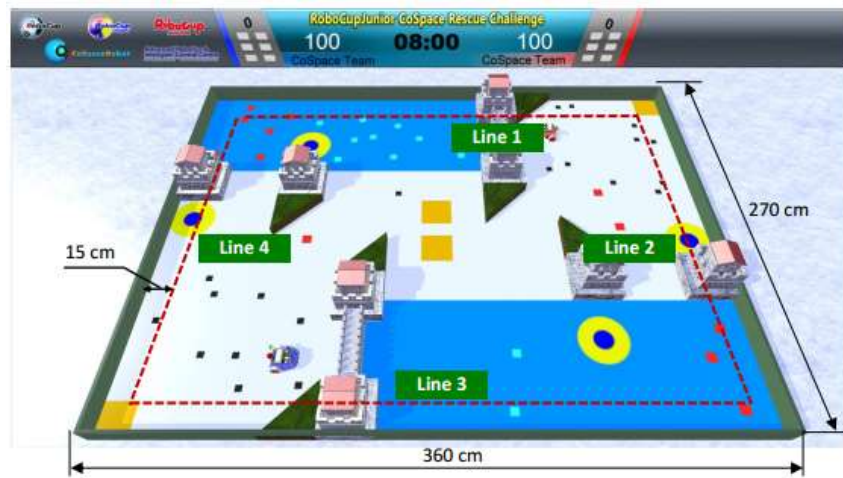 RoboCupJunior CoSpace Rescue Challenge
0
100
08:00
100
0
CoSpace Team
CoSpace Team
RoboCup
Line 1
270 cm
Line 4
Line 2
15 cm
Line 3
360 cm